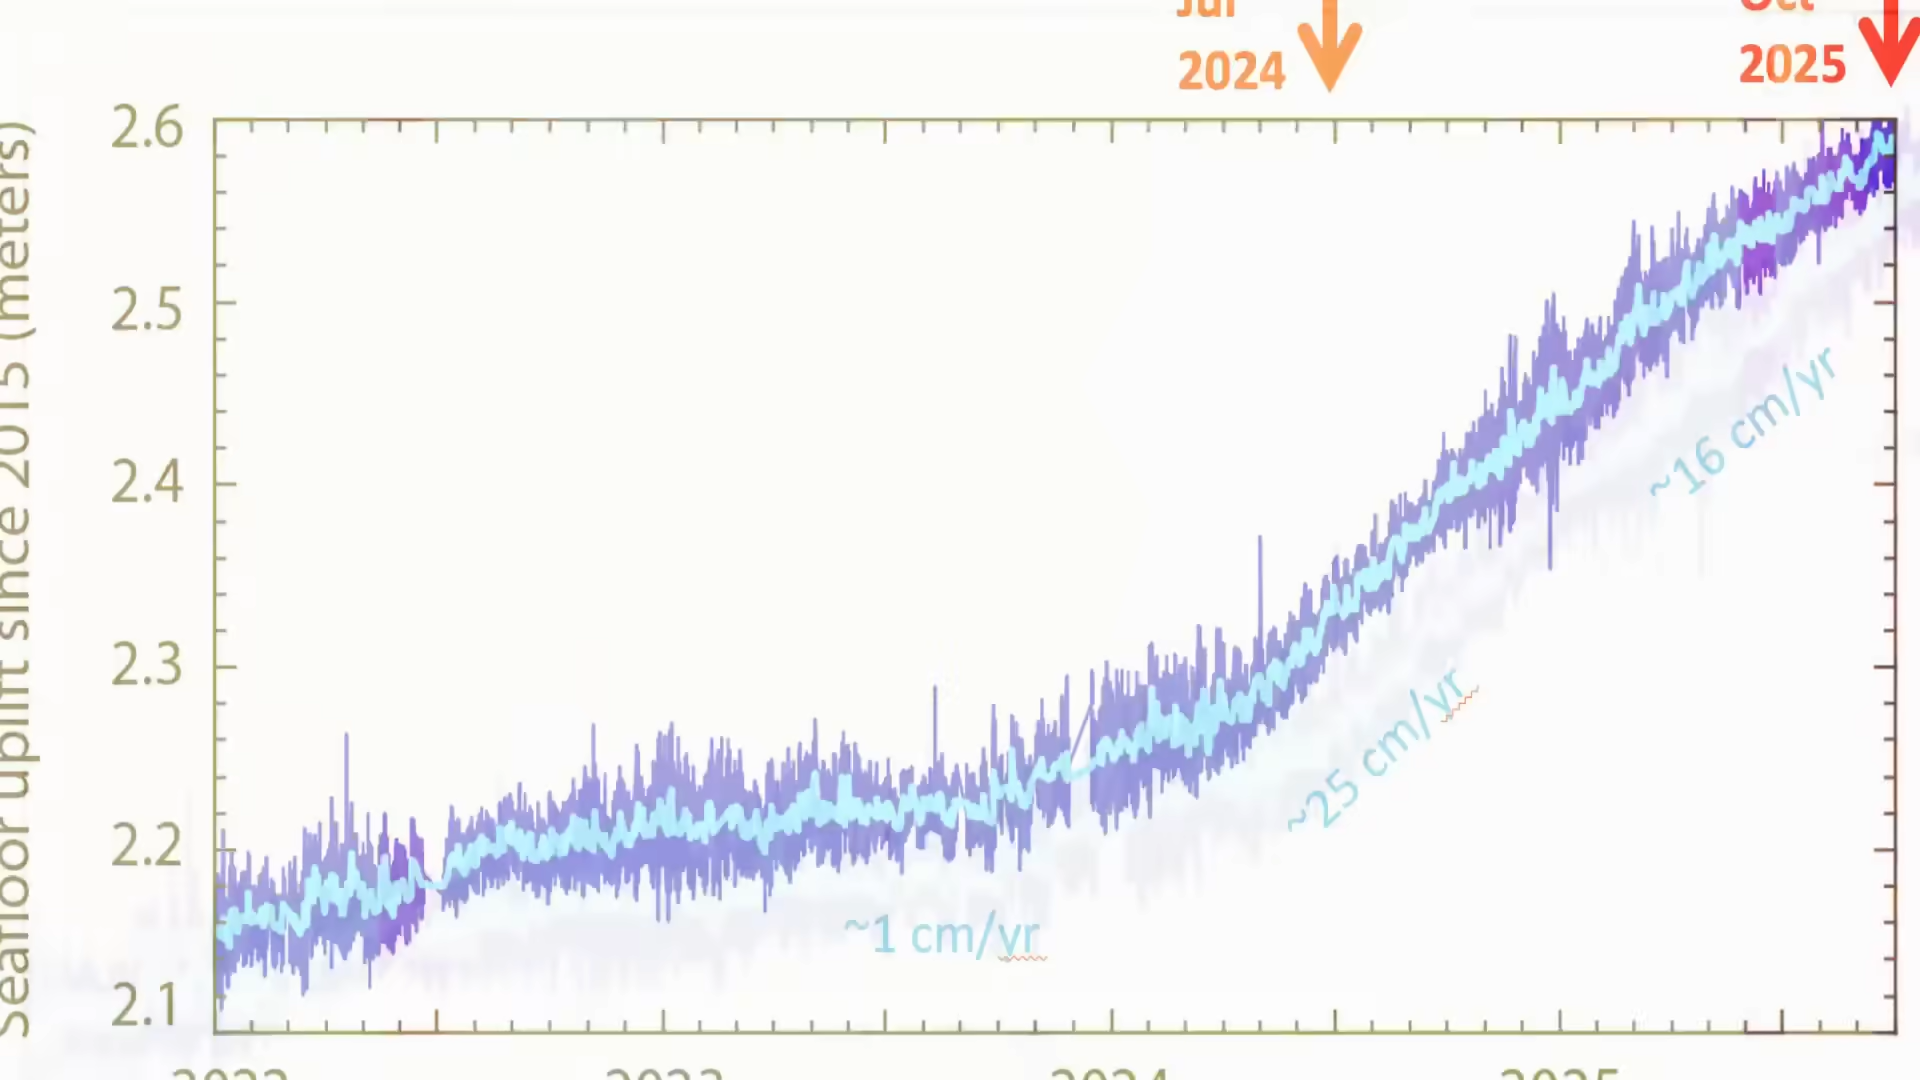 Jul
2024
Oct
2025
Seafloor uplift since 2015 (meters)
2.6
2.5
2.4
2.3
2.2
2.1
~16 cm/yr
~25 cm/yr
~1 cm/yr
2022
2023
2024
2025